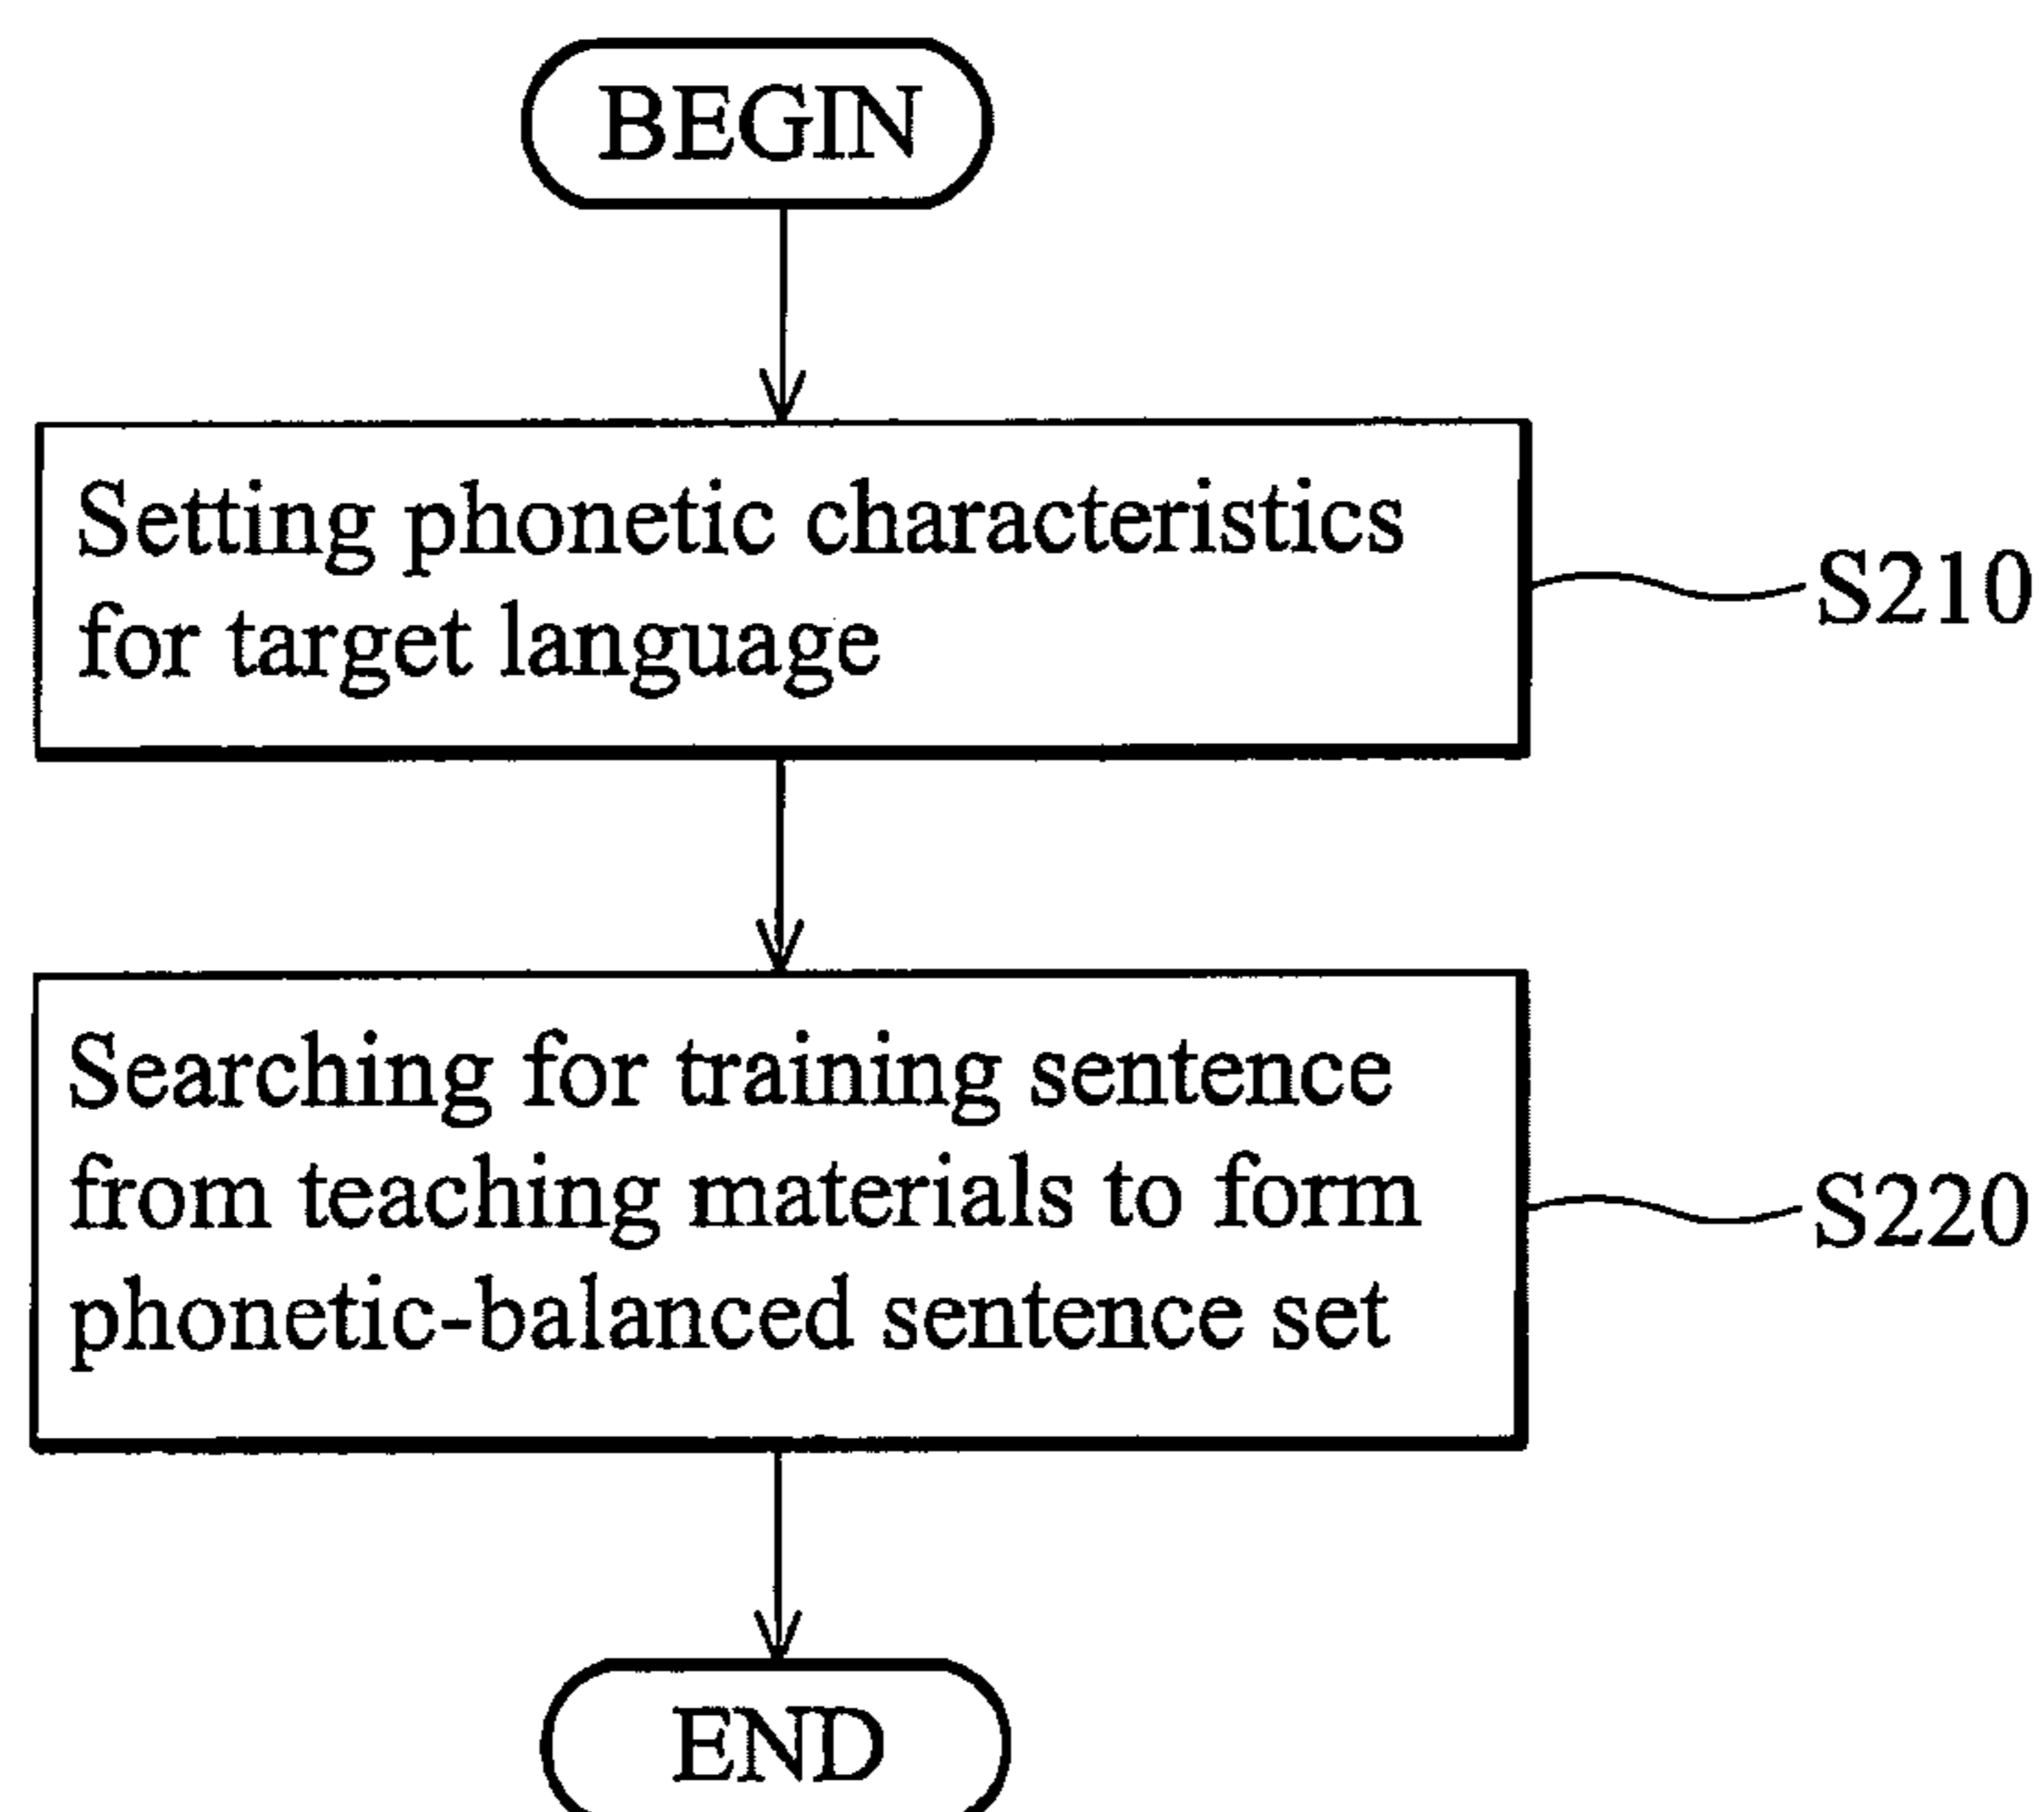 BEGIN
Setting phonetic characteristics
for target language
S210
Searching for training sentence
from teaching materials to form
phonetic-balanced sentence set
S220
END